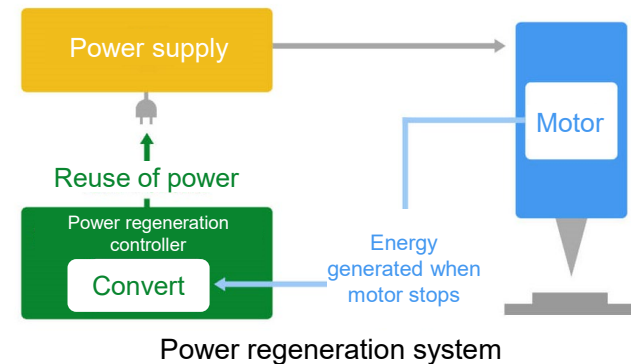 Power supply
Motor
Reuse of power
Power regeneration
controller
Convert
Energy
generated when
motor stops
Power regeneration system